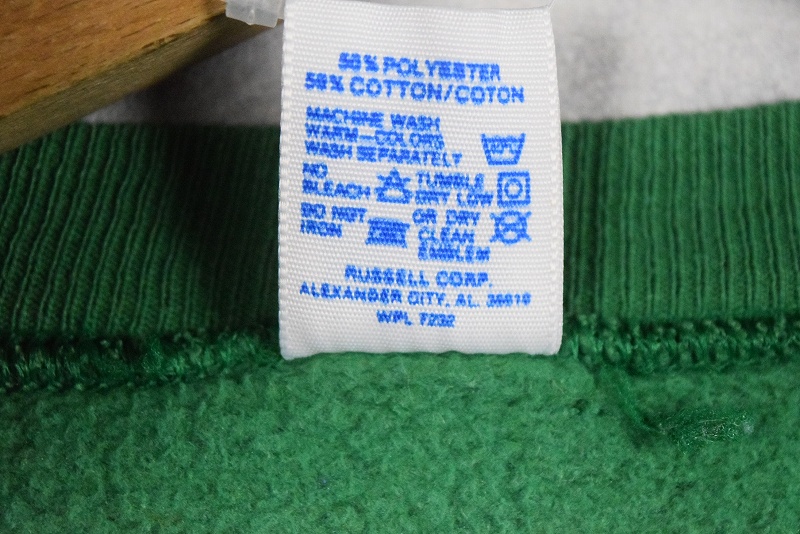 50% POLYESTER
50% COTTON/COTON
MACHINE WASH
WARM-COLORS
WASH SEPARATELY
NO
BLEACH
TUMBLE
DRY LOW
DO NOT
IRON
OR DRY
CLEAN
EMBLEM
RUSSELL CORP.
ALEXANDER CITY, AL. 35010
WPL 7232